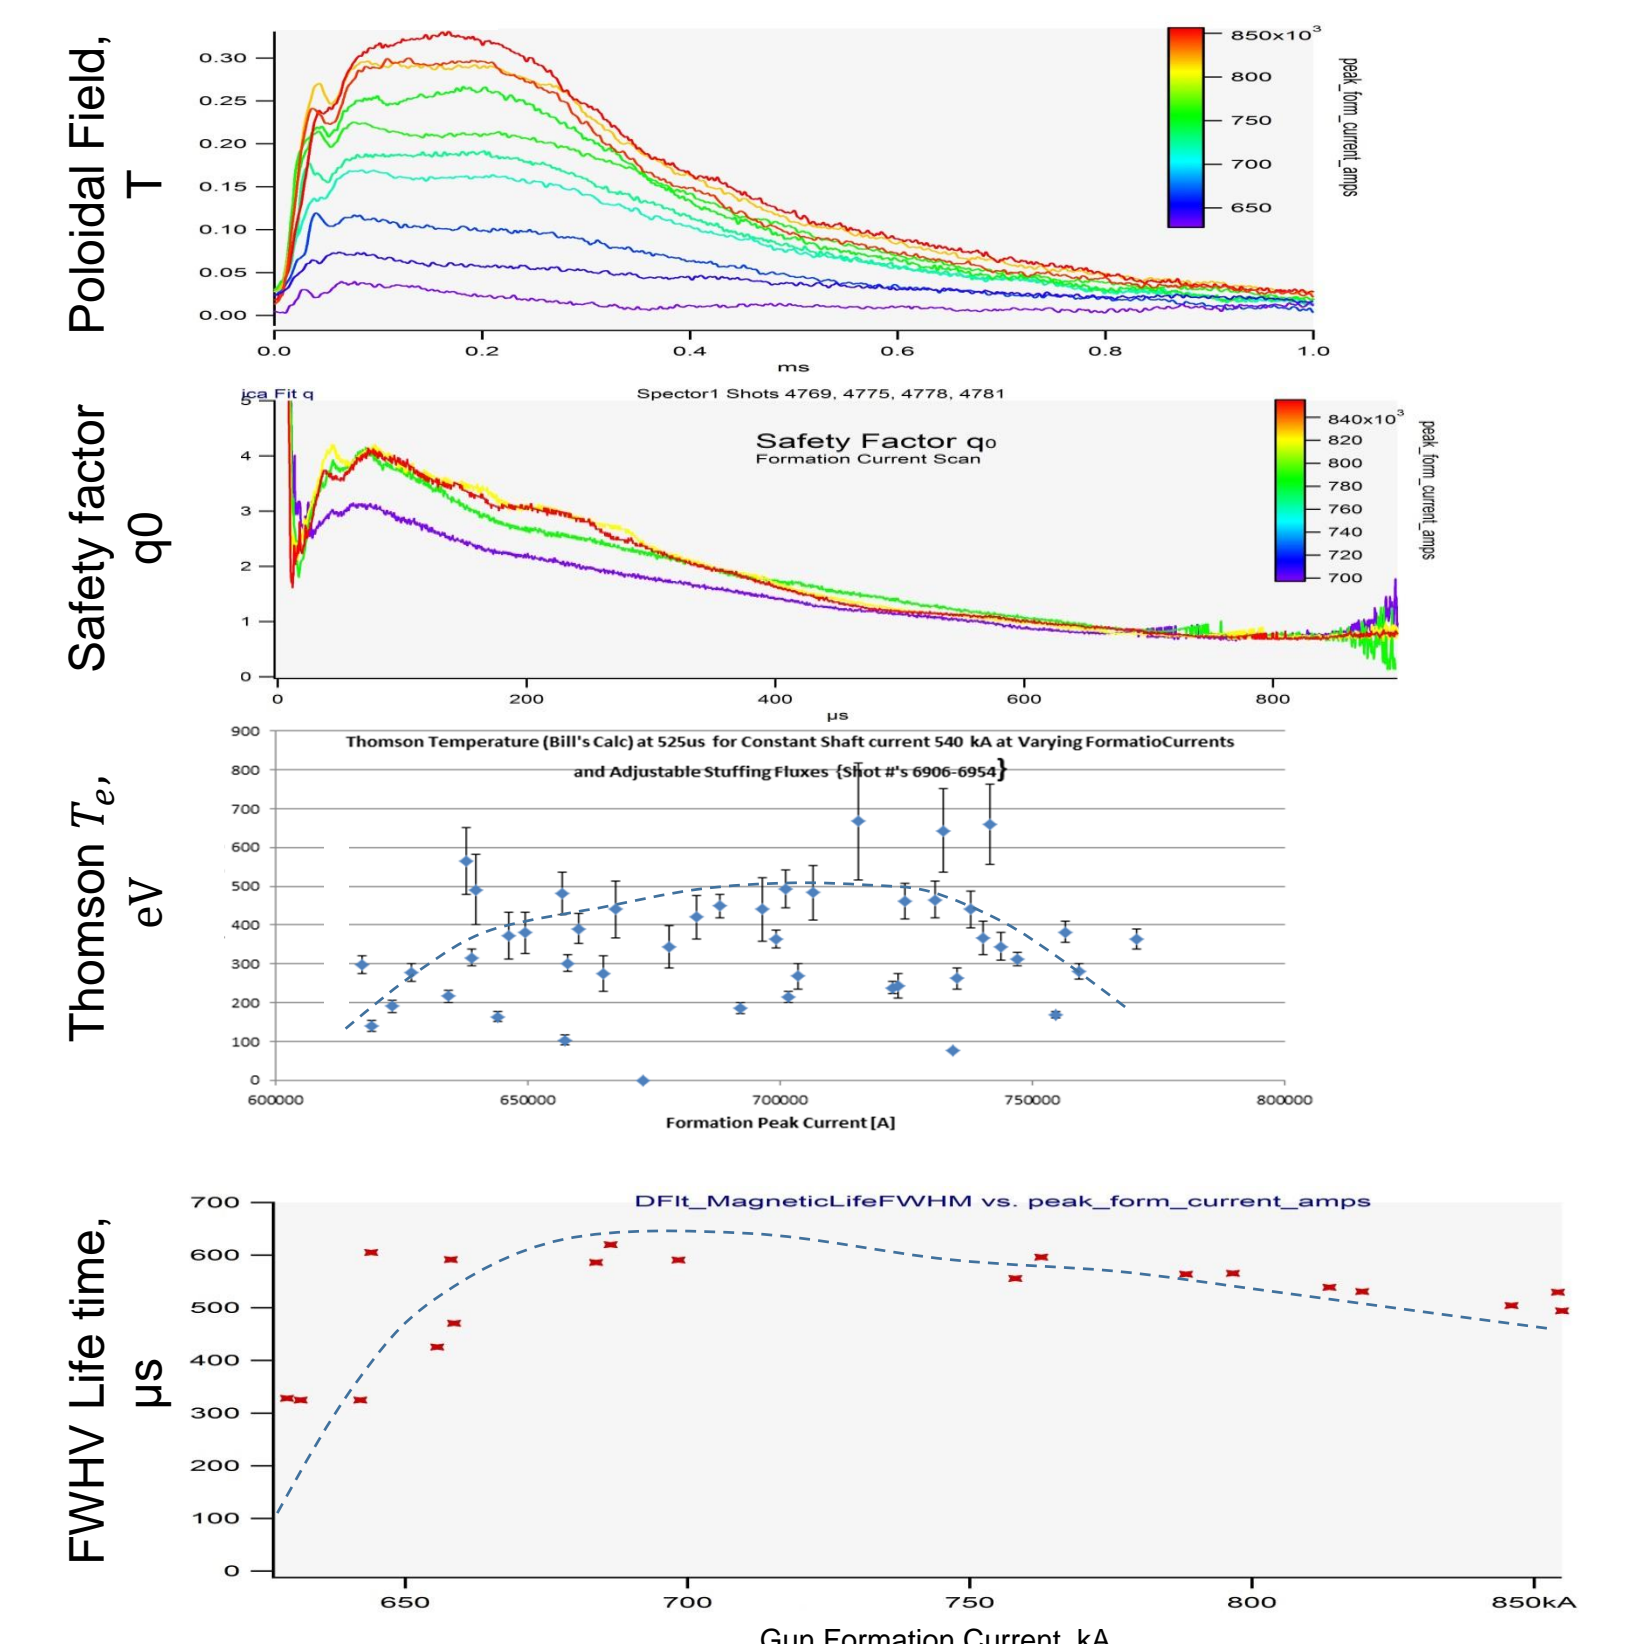 Poloidal Field,
T
0.30
0.25
0.20
0.15
0.10
0.05
0.00
0.0
0.2
0.4
0.6
0.8
1.0
ms
850x10³
800
750
700
650
peak_form_current_amps
Safety factor
q0
ica Fit q
Spector1 Shots 4769, 4775, 4778, 4781
Safety Factor q₀
Formation Current Scan
5
4
3
2
1
0
0
200
400
600
800
µs
840x10³
820
800
780
760
740
720
700
peak_form_current_amps
Thomson Tₑ,
eV
Thomson Temperature (Bill's Calc) at 525us for Constant Shaft current 540 kA at Varying FormatioCurrents
and Adjustable Stuffing Fluxes {Shot #'s 6906-6954}
900
800
700
600
500
400
300
200
100
0
600000
650000
700000
750000
800000
Formation Peak Current [A]
FWHV Life time,
µs
DFlt_MagneticLifeFWHM vs. peak_form_current_amps
700
600
500
400
300
200
100
0
650
700
750
800
850kA
Gun Formation Current, kA